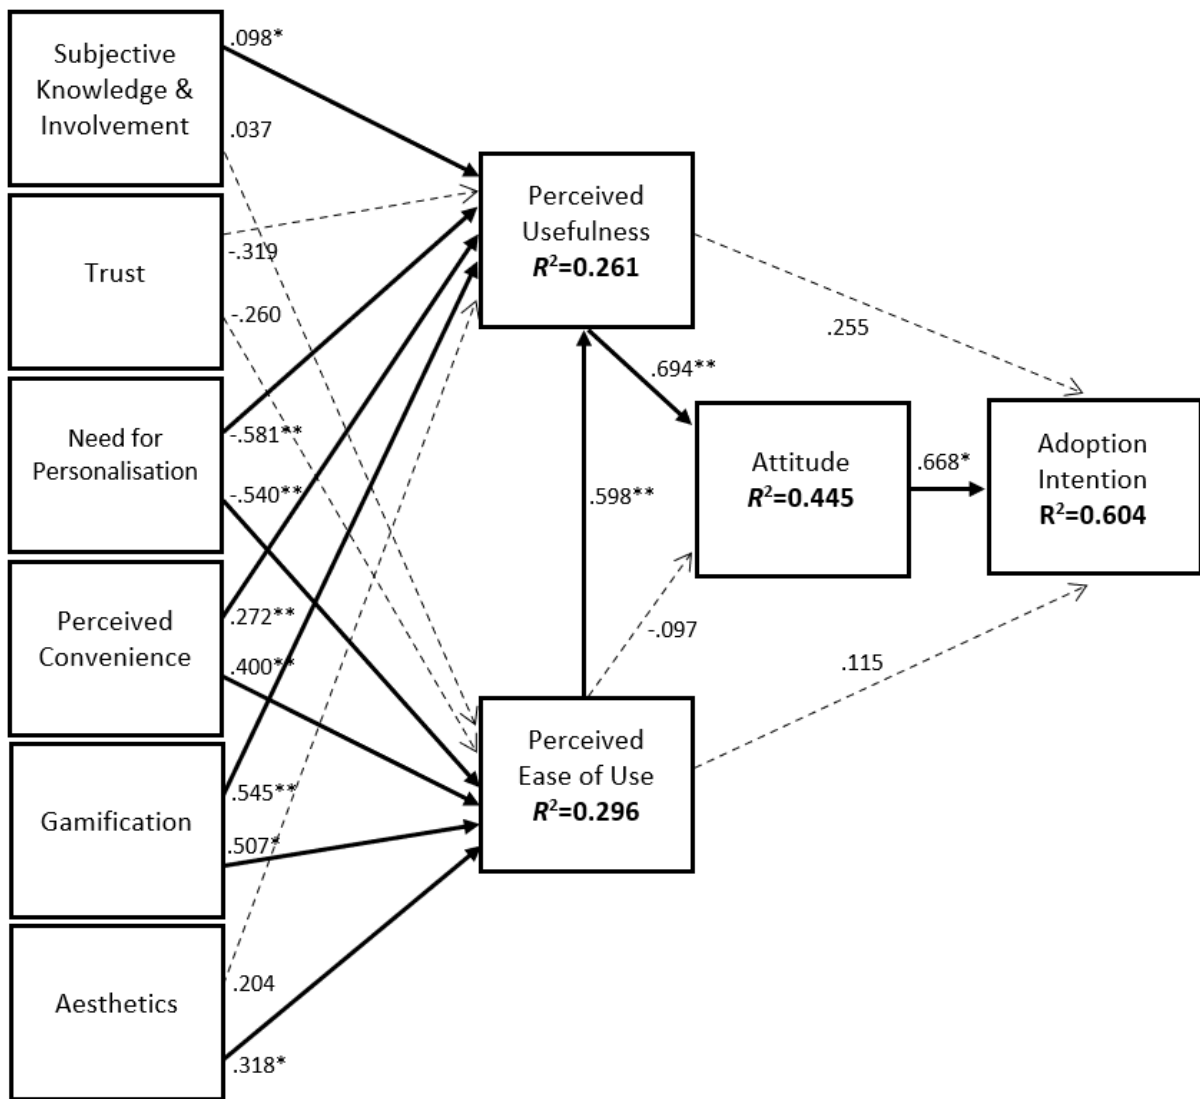 Subjective
Knowledge &
Involvement
.098*
.037
Trust
-.319
-.260
Need for
Personalisation
-.581**
-.540**
Perceived
Convenience
.272**
.400**
Gamification
.545**
.507*
Aesthetics
.204
.318*
Perceived
Usefulness
R²=0.261
.255
.694**
.598**
Perceived
Ease of Use
R²=0.296
-.097
.115
Attitude
R²=0.445
.668*
Adoption
Intention
R²=0.604